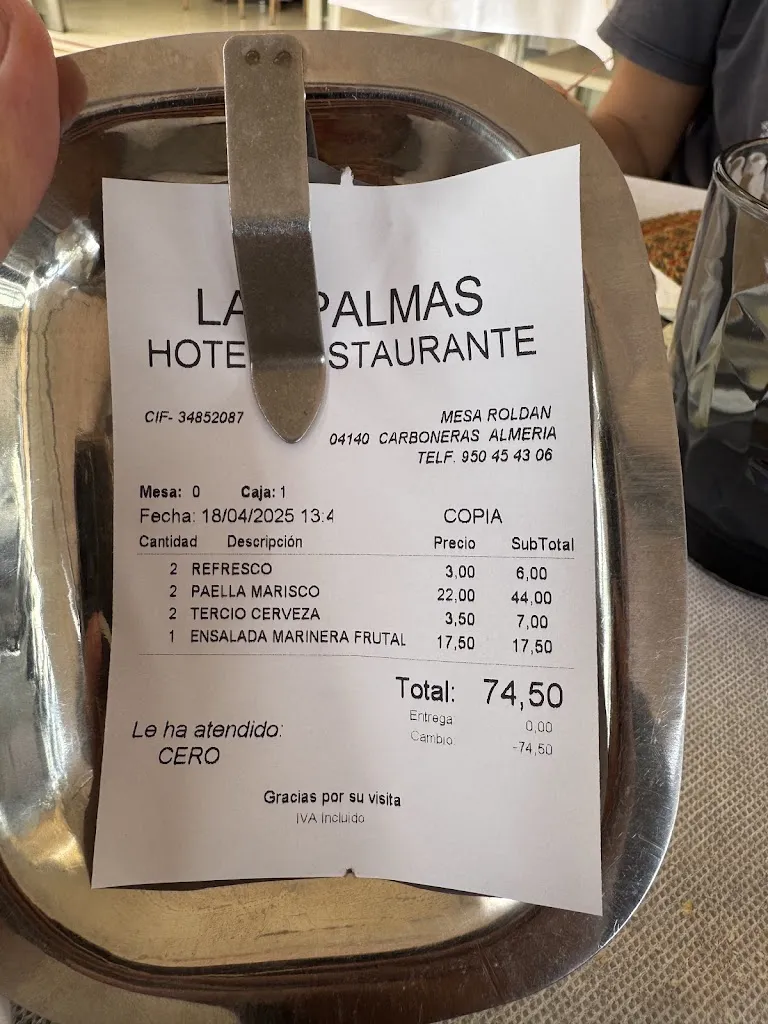 LA PALMAS
HOTE STAURANTE
CIF- 34852087
MESA ROLDAN
04140 CARBONERAS ALMERIA
TELF. 950 45 43 06
Mesa: 0 Caja: 1
Fecha: 18/04/2025 13:4 COPIA
Cantidad Descripción Precio SubTotal
2 REFRESCO 3,00 6,00
2 PAELLA MARISCO 22,00 44,00
2 TERCIO CERVEZA 3,50 7,00
1 ENSALADA MARINERA FRUTAL 17,50 17,50
Total: 74,50
Entrega: 0,00
Cambio: -74,50
Le ha atendido:
CERO
Gracias por su visita
IVA Incluido